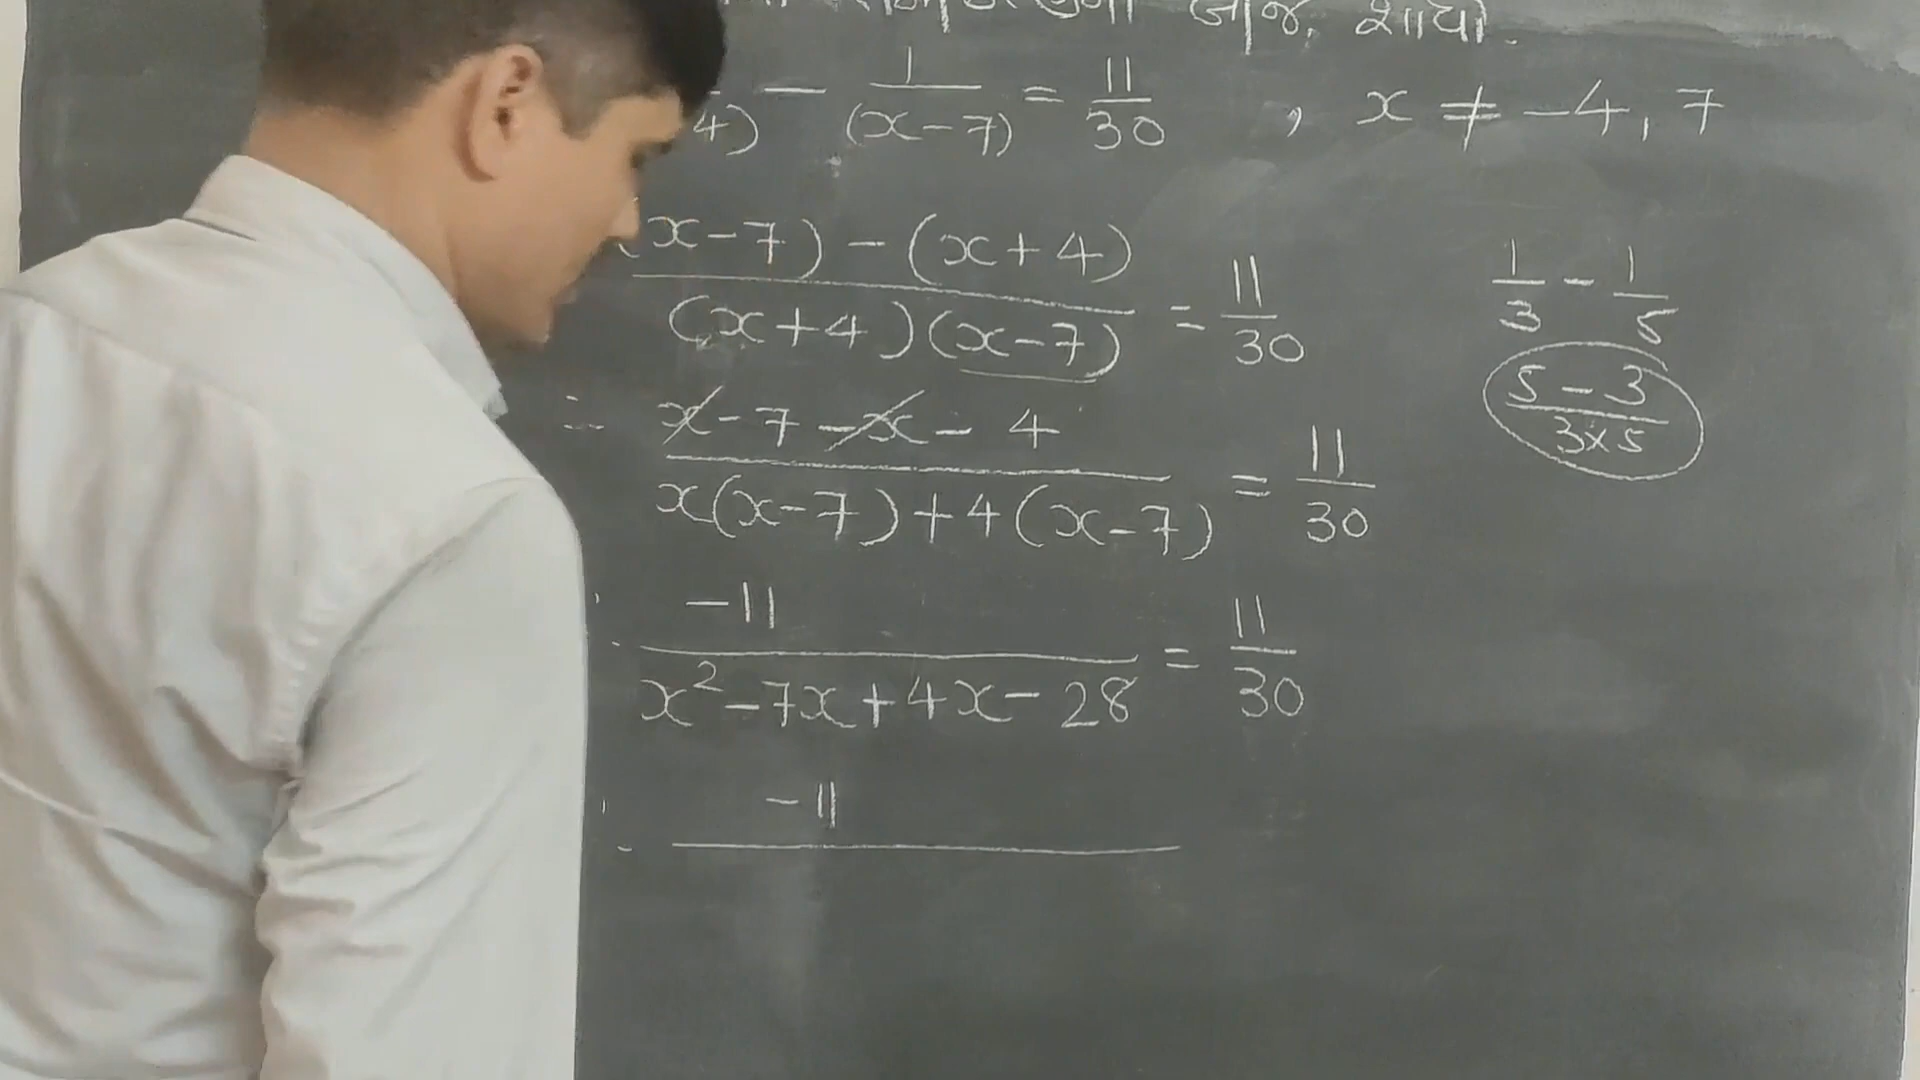 બીજ, શોધો.
4) - 1/(x-7) = 11/30 , x ≠ -4, 7
(x-7) - (x+4) / (x+4)(x-7) = 11/30
1/3 - 1/5
5-3 / 3×5
∴ x - 7 - x - 4 / x(x-7) + 4(x-7) = 11/30
-11 / x² - 7x + 4x - 28 = 11/30
-11